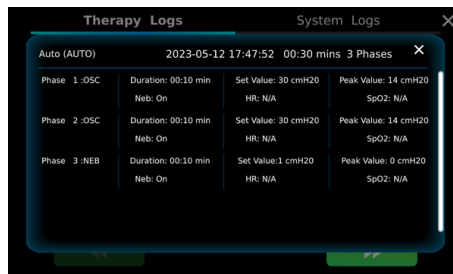 Therapy Logs System Logs X
Auto (AUTO) 2023-05-12 17:47:52 00:30 mins 3 Phases X
Phase 1 :OSC Duration: 00:10 min Set Value: 30 cmH20 Peak Value: 14 cmH20
Neb: On HR: N/A SpO2: N/A
Phase 2 :OSC Duration: 00:10 min Set Value: 30 cmH20 Peak Value: 14 cmH20
Neb: On HR: N/A SpO2: N/A
Phase 3 :NEB Duration: 00:10 min Set Value:1 cmH20 Peak Value: 0 cmH20
Neb: On HR: N/A SpO2: N/A